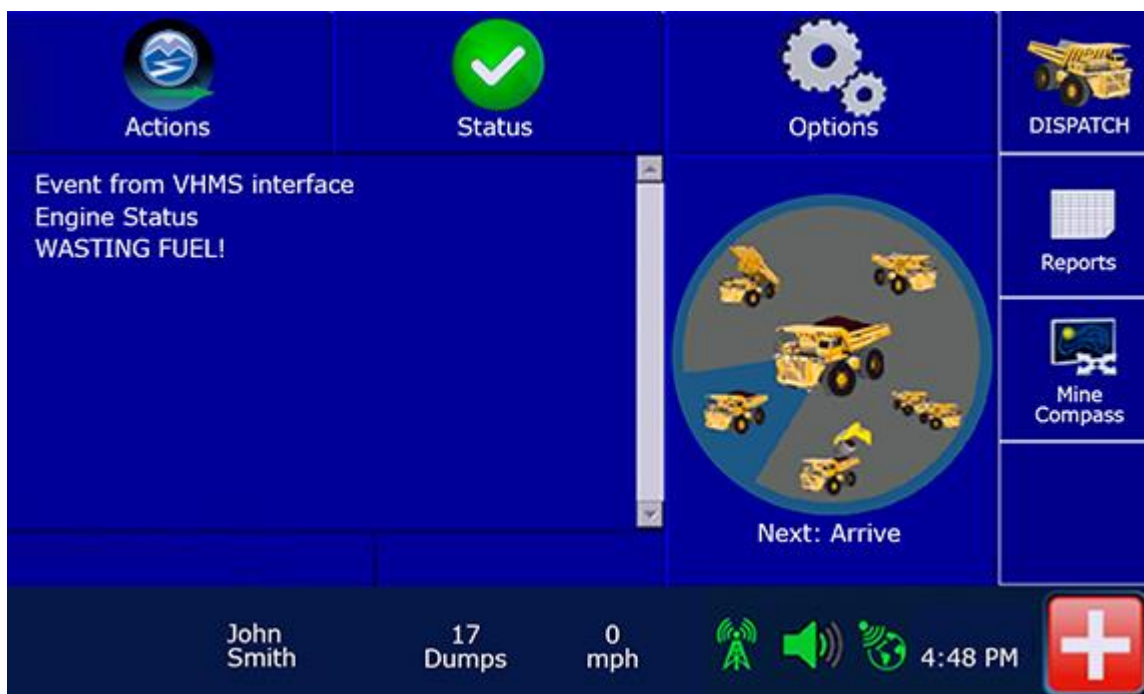 Actions
Status
Options
DISPATCH
Event from VHMS interface
Engine Status
WASTING FUEL!
Reports
Mine
Compass
Next: Arrive
John
Smith
17
Dumps
0
mph
4:48 PM